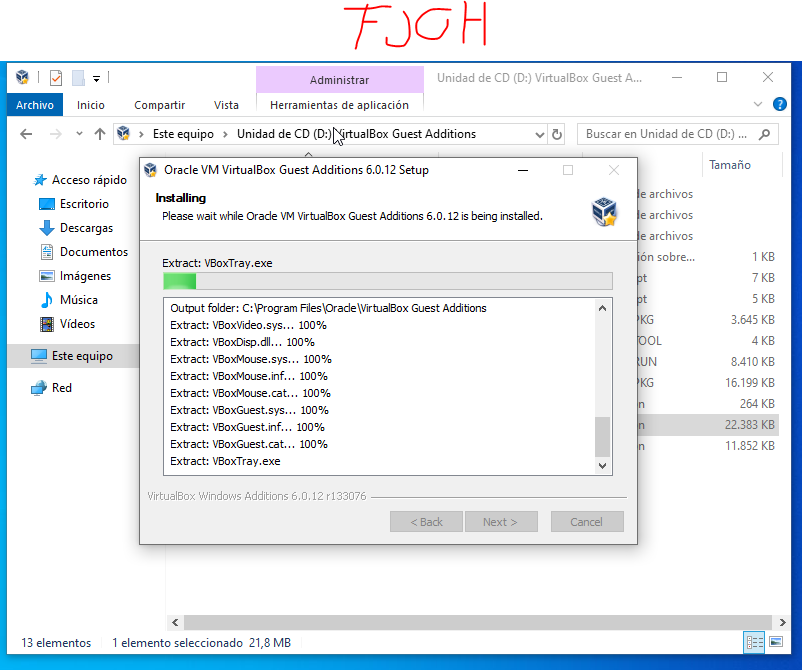 FJGH
Administrar
Unidad de CD (D:) VirtualBox Guest A...
Archivo
Inicio
Compartir
Vista
Herramientas de aplicación
Este equipo
Unidad de CD (D:) VirtualBox Guest Additions
Buscar en Unidad de CD (D:) ...
Acceso rápido
Escritorio
Descargas
Documentos
Imágenes
Música
Vídeos
Este equipo
Red
Oracle VM VirtualBox Guest Additions 6.0.12 Setup
Installing
Please wait while Oracle VM VirtualBox Guest Additions 6.0.12 is being installed.
Extract: VBoxTray.exe
Output folder: C:\Program Files\Oracle\VirtualBox Guest Additions
Extract: VBoxVideo.sys... 100%
Extract: VBoxDisp.dll... 100%
Extract: VBoxMouse.sys... 100%
Extract: VBoxMouse.inf... 100%
Extract: VBoxMouse.cat... 100%
Extract: VBoxGuest.sys... 100%
Extract: VBoxGuest.inf... 100%
Extract: VBoxGuest.cat... 100%
Extract: VBoxTray.exe
VirtualBox Windows Additions 6.0.12 r133076
< Back
Next >
Cancel
Tamaño
de archivos
de archivos
de archivos
ión sobre...
1 KB
pt
7 KB
pt
5 KB
PKG
3.645 KB
TOOL
4 KB
RUN
8.410 KB
PKG
16.199 KB
n
264 KB
n
22.383 KB
n
11.852 KB
13 elementos
1 elemento seleccionado 21,8 MB